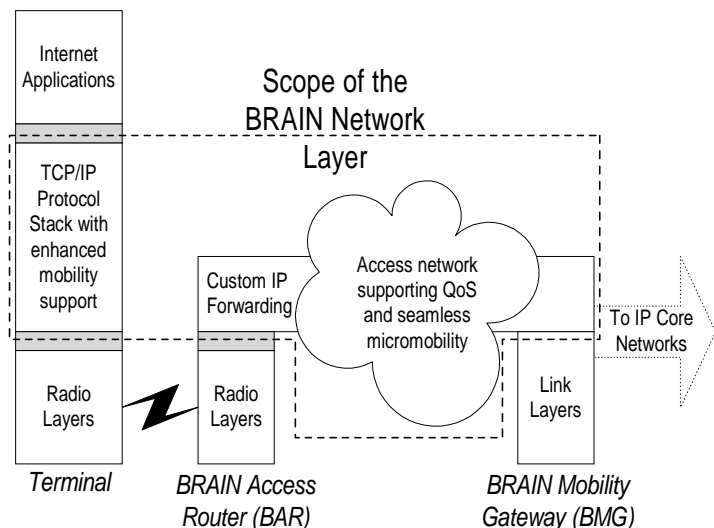 Internet
Applications
Scope of the
BRAIN Network
Layer
TCP/IP
Protocol
Stack with
enhanced
mobility
support
Custom IP
Forwarding
Access network
supporting QoS
and seamless
micromobility
To IP Core
Networks
Radio
Layers
Radio
Layers
Link
Layers
Terminal
BRAIN Access
Router (BAR)
BRAIN Mobility
Gateway (BMG)